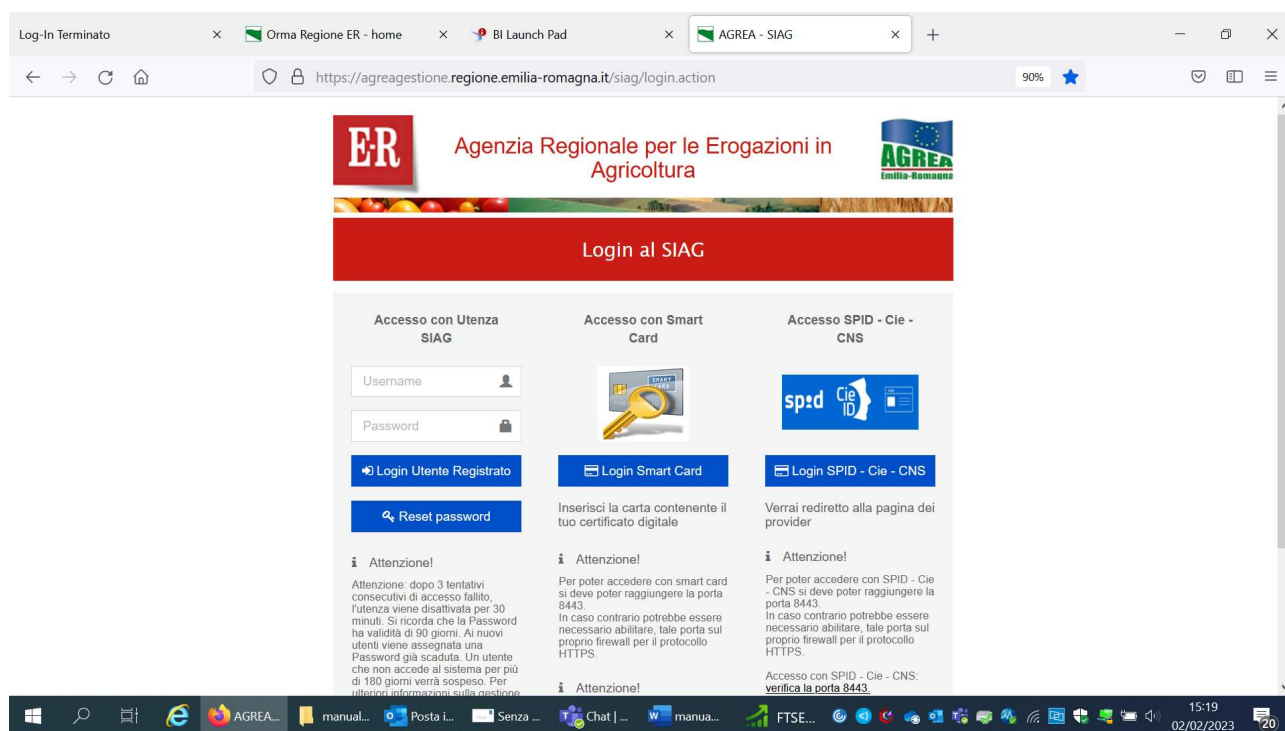 Log-In Terminato
Orma Regione ER - home
BI Launch Pad
AGREA - SIAG
https://agreagestione.regione.emilia-romagna.it/siag/login.action
90%
E·R
Agenzia Regionale per le Erogazioni in
Agricoltura
AGREA
Emilia-Romagna
Login al SIAG
Accesso con Utenza
SIAG
Username
Password
Login Utente Registrato
Reset password
Attenzione!
Attenzione: dopo 3 tentativi
consecutivi di accesso fallito,
l'utenza viene disattivata per 30
minuti. Si ricorda che la Password
ha validità di 90 giorni. Ai nuovi
utenti viene assegnata una
Password già scaduta. Un utente
che non accede al sistema per più
di 180 giorni verrà sospeso. Per
ulteriori informazioni sulla gestione
Accesso con Smart
Card
SMART
CARD
Login Smart Card
Inserisci la carta contenente il
tuo certificato digitale
Attenzione!
Per poter accedere con smart card
si deve poter raggiungere la porta
8443.
In caso contrario potrebbe essere
necessario abilitare, tale porta sul
proprio firewall per il protocollo
HTTPS.
Attenzione!
Accesso SPID - Cie -
CNS
spid
Cie
ID
Login SPID - Cie - CNS
Verrai rediretto alla pagina dei
provider
Attenzione!
Per poter accedere con SPID - Cie
- CNS si deve poter raggiungere la
porta 8443.
In caso contrario potrebbe essere
necessario abilitare, tale porta sul
proprio firewall per il protocollo
HTTPS.
Accesso con SPID - Cie - CNS:
verifica la porta 8443.
AGREA...
manual...
Posta i...
Senza ...
Chat | ...
manua...
FTSE...
15:19
02/02/2023
20